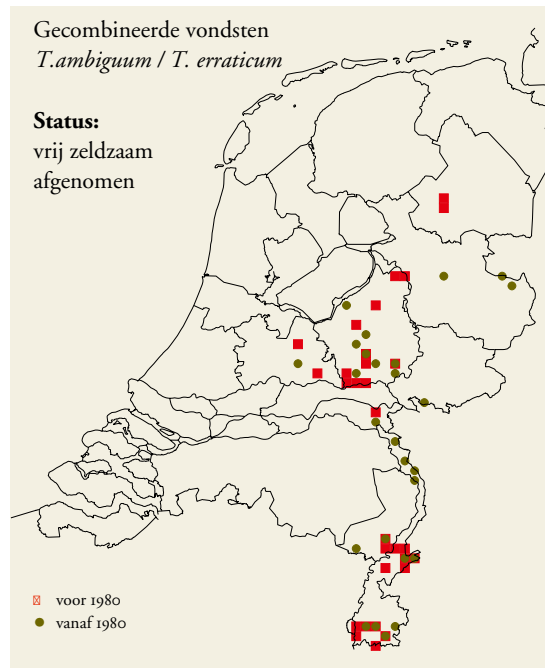 Gecombineerde vondsten
T.ambiguum / T. erraticum
Status:
vrij zeldzaam
afgenomen
voor 1980
vanaf 1980